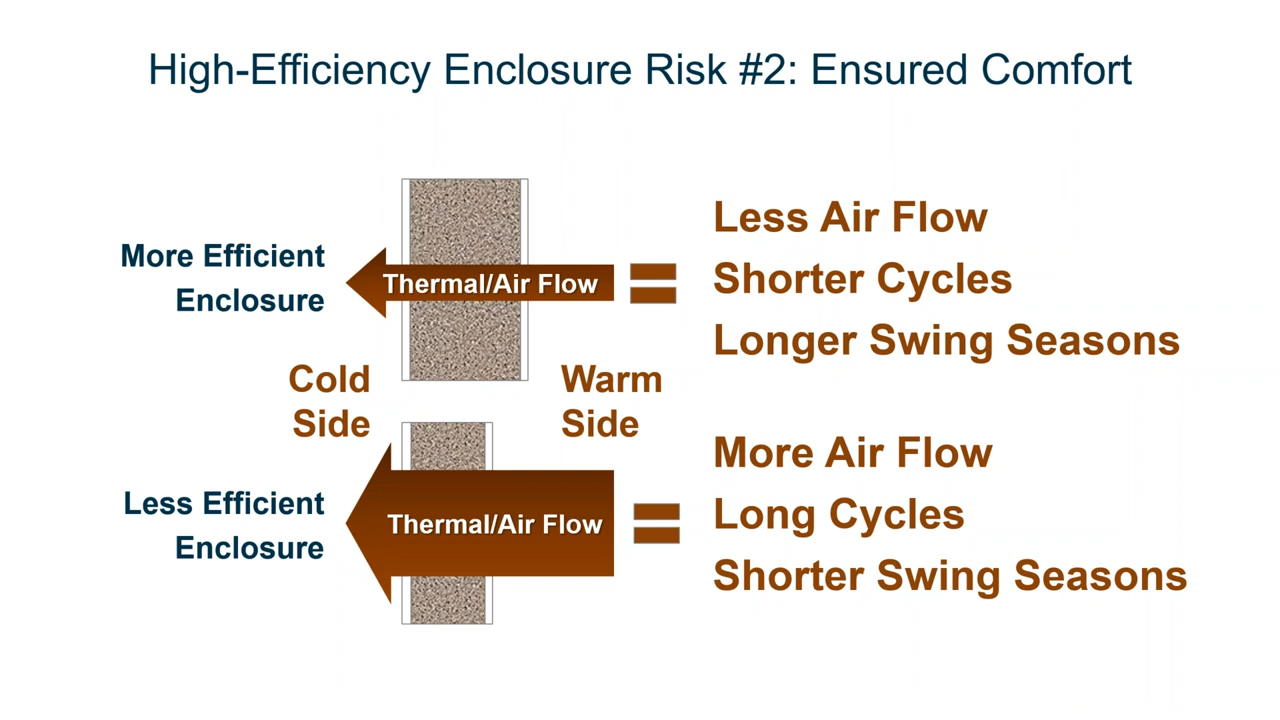 High-Efficiency Enclosure Risk #2: Ensured Comfort
More Efficient
Enclosure
Thermal/Air Flow
Less Air Flow
Shorter Cycles
Longer Swing Seasons
Cold
Side
Warm
Side
Less Efficient
Enclosure
Thermal/Air Flow
More Air Flow
Long Cycles
Shorter Swing Seasons